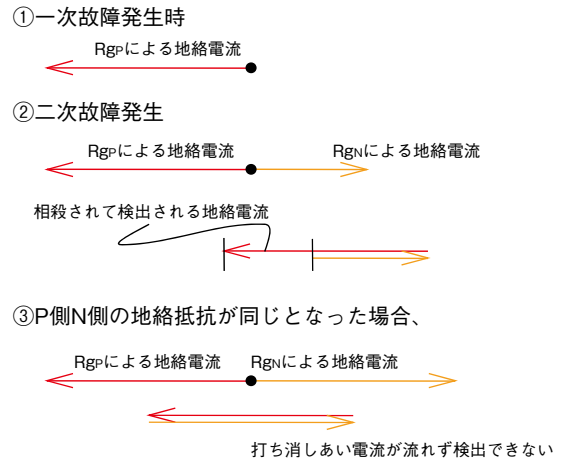 ①一次故障発生時
RgPによる地絡電流
②二次故障発生
RgPによる地絡電流 RgNによる地絡電流
相殺されて検出される地絡電流
③P側N側の地絡抵抗が同じとなった場合、
RgPによる地絡電流 RgNによる地絡電流
打ち消しあい電流が流れず検出できない